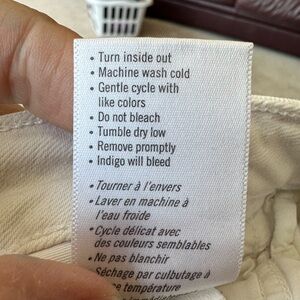 • Turn inside out
• Machine wash cold
• Gentle cycle with
like colors
• Do not bleach
• Tumble dry low
• Remove promptly
• Indigo will bleed
• Tourner à l'envers
• Laver en machine à
l'eau froide
• Cycle délicat avec
des couleurs semblables
• Ne pas blanchir
Séchage par culbutage à
température